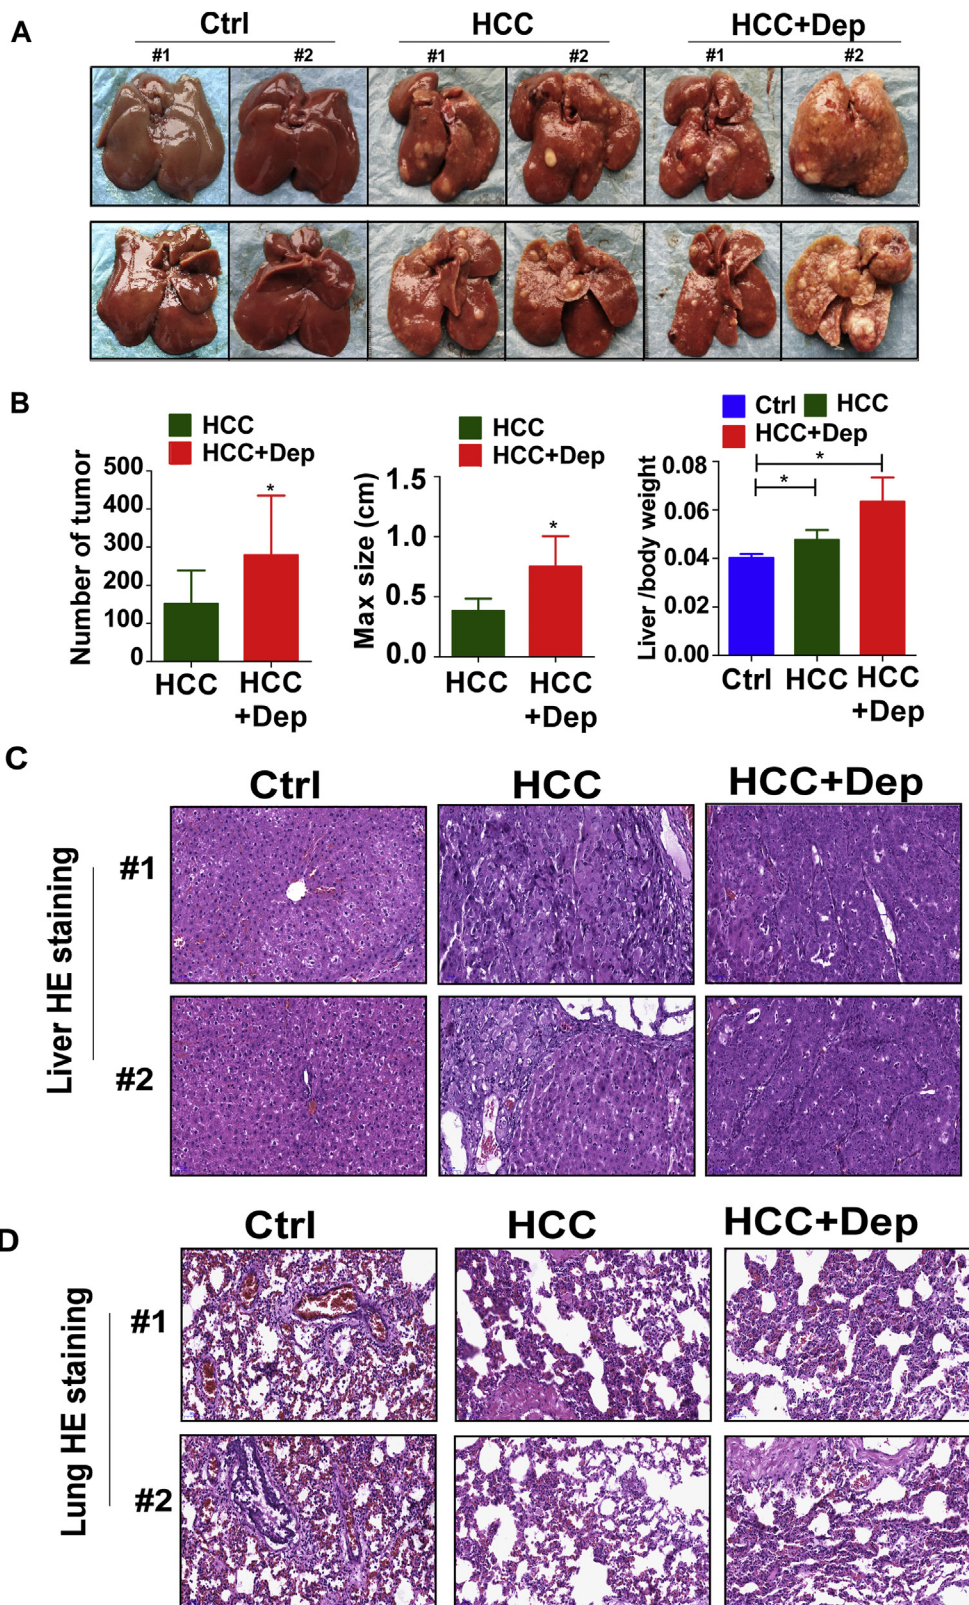 A
Ctrl
HCC
HCC+Dep
#1
#2
#1
#2
#1
#2
B
HCC
HCC+Dep
Number of tumor
500
400
300
200
100
0
*
HCC
HCC
+Dep
HCC
HCC+Dep
Max size (cm)
1.5
1.0
0.5
0.0
*
HCC
HCC
+Dep
Ctrl
HCC
HCC+Dep
Liver /body weight
0.08
0.06
0.04
0.02
0.00
*
*
Ctrl
HCC
HCC
+Dep
C
Ctrl
HCC
HCC+Dep
Liver HE staining
#1
#2
D
Ctrl
HCC
HCC+Dep
Lung HE staining
#1
#2